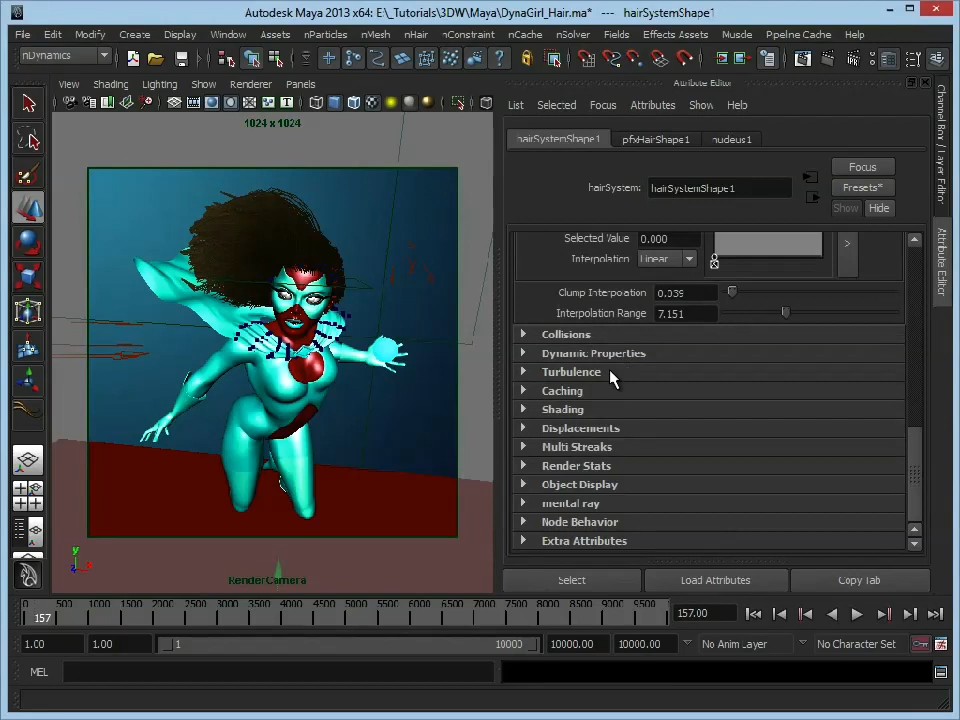 Autodesk Maya 2013 x64: E:\_Tutorials\3DW\Maya\DynaGirl_Hair.ma* --- hairSystemShape1
File Edit Modify Create Display Window Assets nParticles nMesh nHair nConstraint nCache nSolver Fields Effects Assets Muscle Pipeline Cache Help
nDynamics
View Shading Lighting Show Renderer Panels
Attribute Editor
List Selected Focus Attributes Show Help
1024 x 1024
hairSystemShape1 pfxHairShape1 nucleus1
hairSystem: hairSystemShape1
Focus
Presets*
Show Hide
Selected Value 0.000
Interpolation Linear
Clump Interpolation 0.039
Interpolation Range 7.151
Collisions
Dynamic Properties
Turbulence
Caching
Shading
Displacements
Multi Streaks
Render Stats
Object Display
mental ray
Node Behavior
Extra Attributes
RenderCamera
Select Load Attributes Copy Tab
Channel Box / Layer Editor
Attribute Editor
0 500 1000 1500 2000 2500 3000 3500 4000 4500 5000 5500 6000 6500 7000 7500 8000 8500 9000 9500
157
157.00
1.00 1.00 1 10000 10000.00 10000.00 No Anim Layer No Character Set
MEL